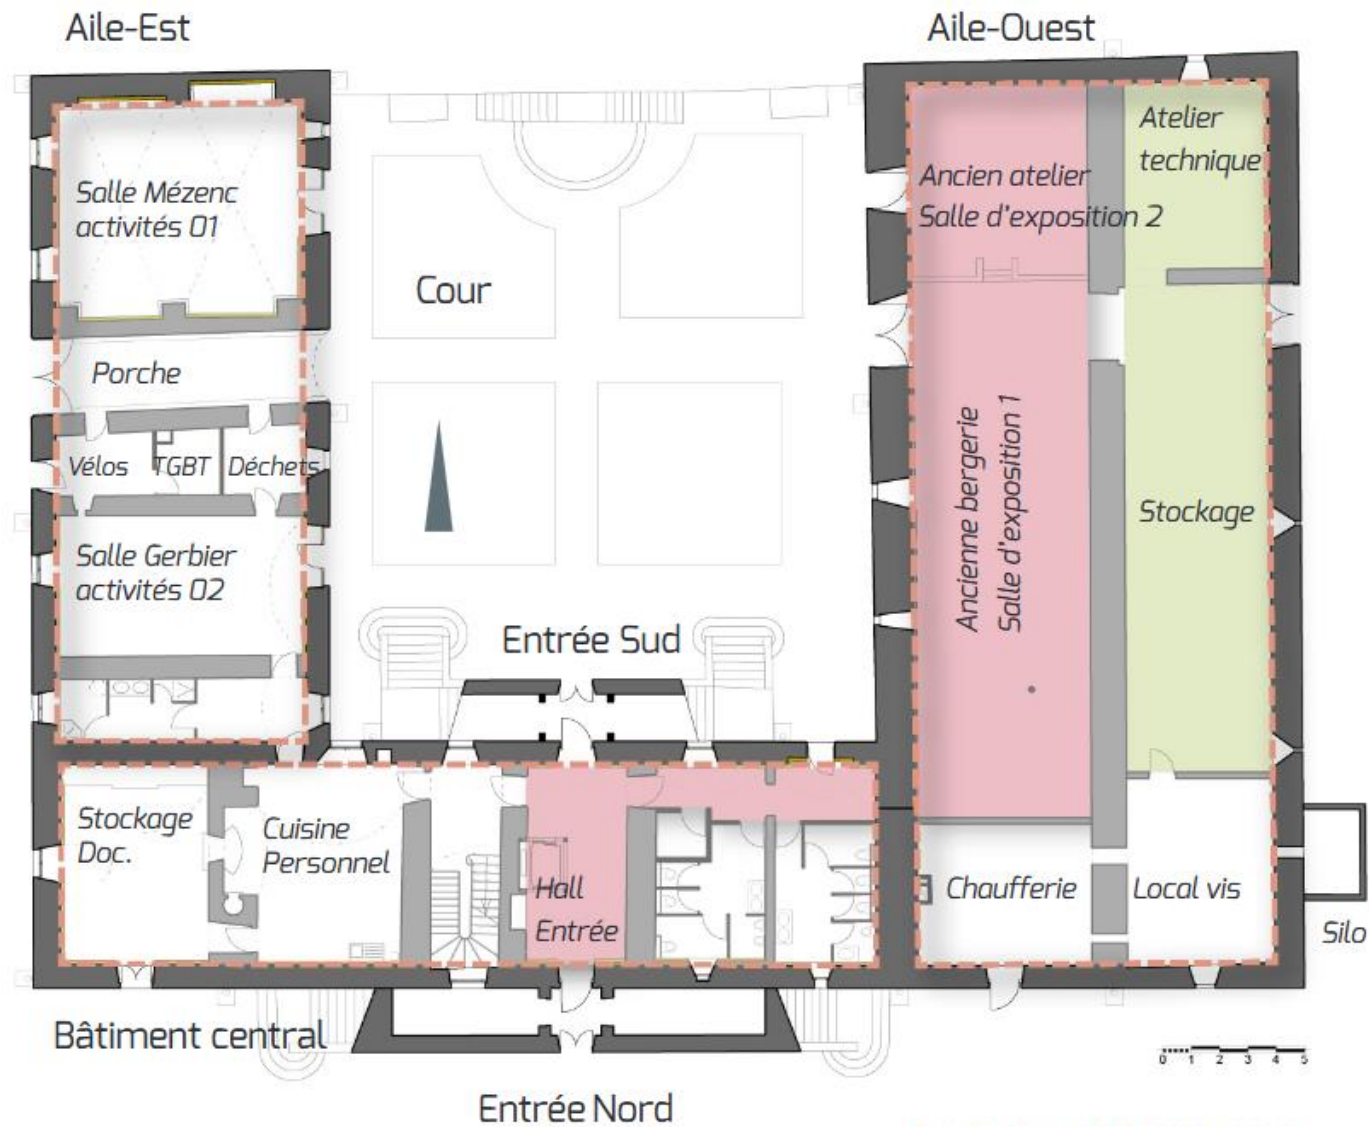 Aile-Est
Aile-Ouest
Salle Mézenc
activités 01
Cour
Ancien atelier
Salle d'exposition 2
Atelier
technique
Porche
Vélos
TGBT
Déchets
Salle Gerbier
activités 02
Ancienne bergerie
Salle d'exposition 1
Stockage
Entrée Sud
Stockage
Doc.
Cuisine
Personnel
Hall
Entrée
Chaufferie
Local vis
Silo
Bâtiment central
0 1 2 3 4 5
Entrée Nord